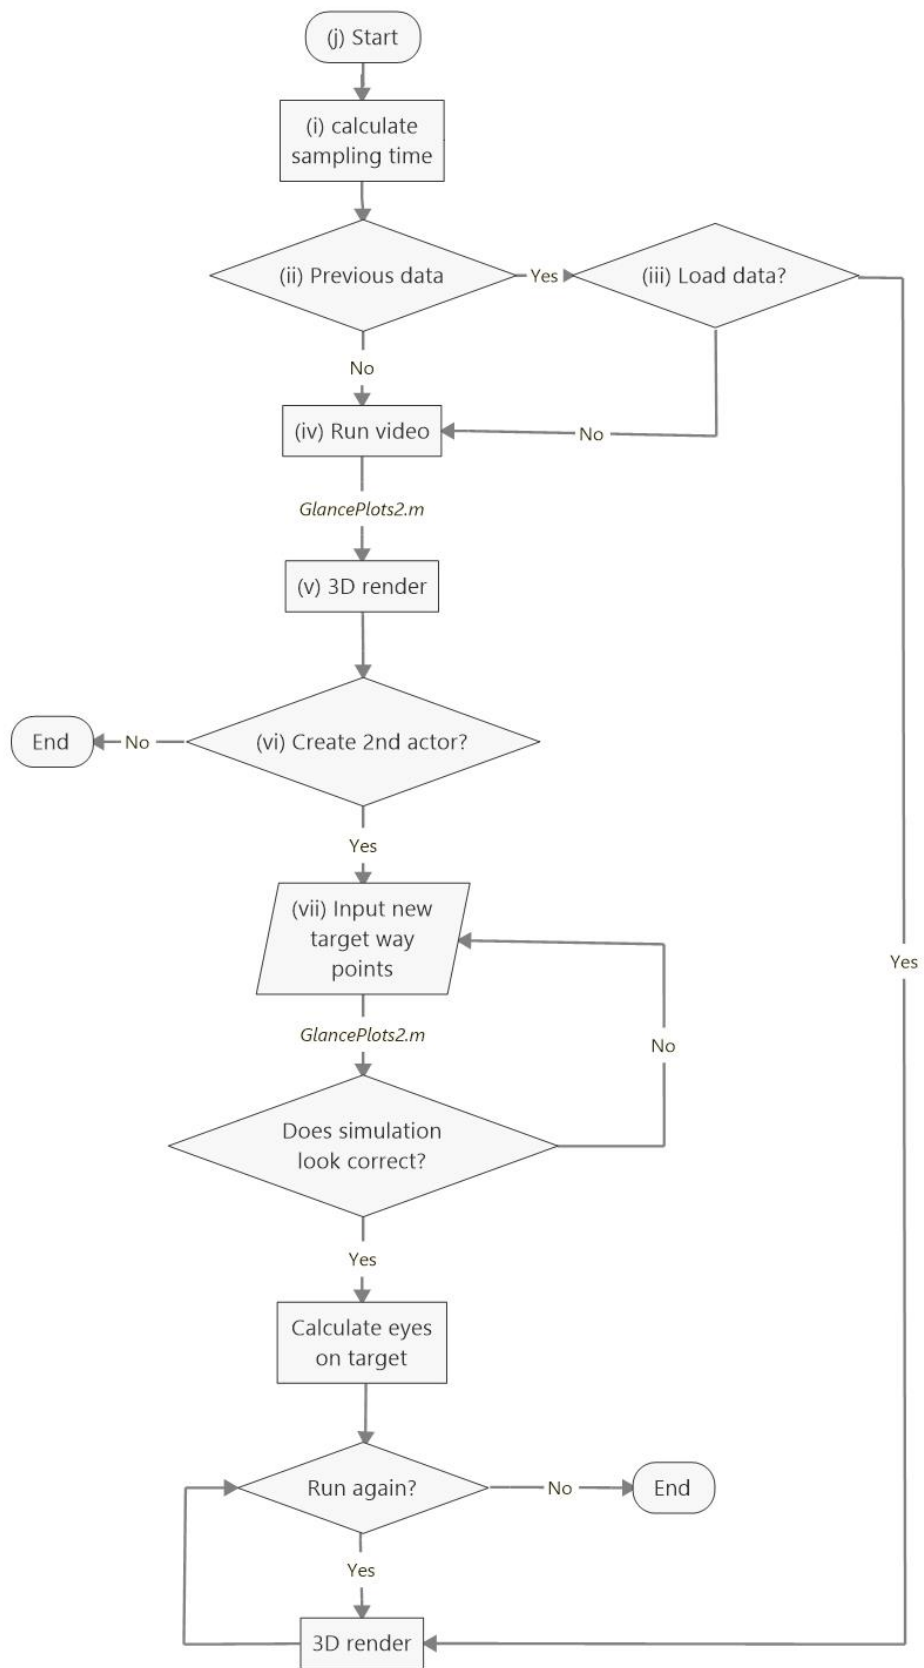 (j) Start
(i) calculate
sampling time
(ii) Previous data
Yes
(iii) Load data?
No
(iv) Run video
No
GlancePlots2.m
(v) 3D render
End
No
(vi) Create 2nd actor?
Yes
(vii) Input new
target way
points
Yes
GlancePlots2.m
No
Does simulation
look correct?
Yes
Calculate eyes
on target
Run again?
No
End
Yes
3D render